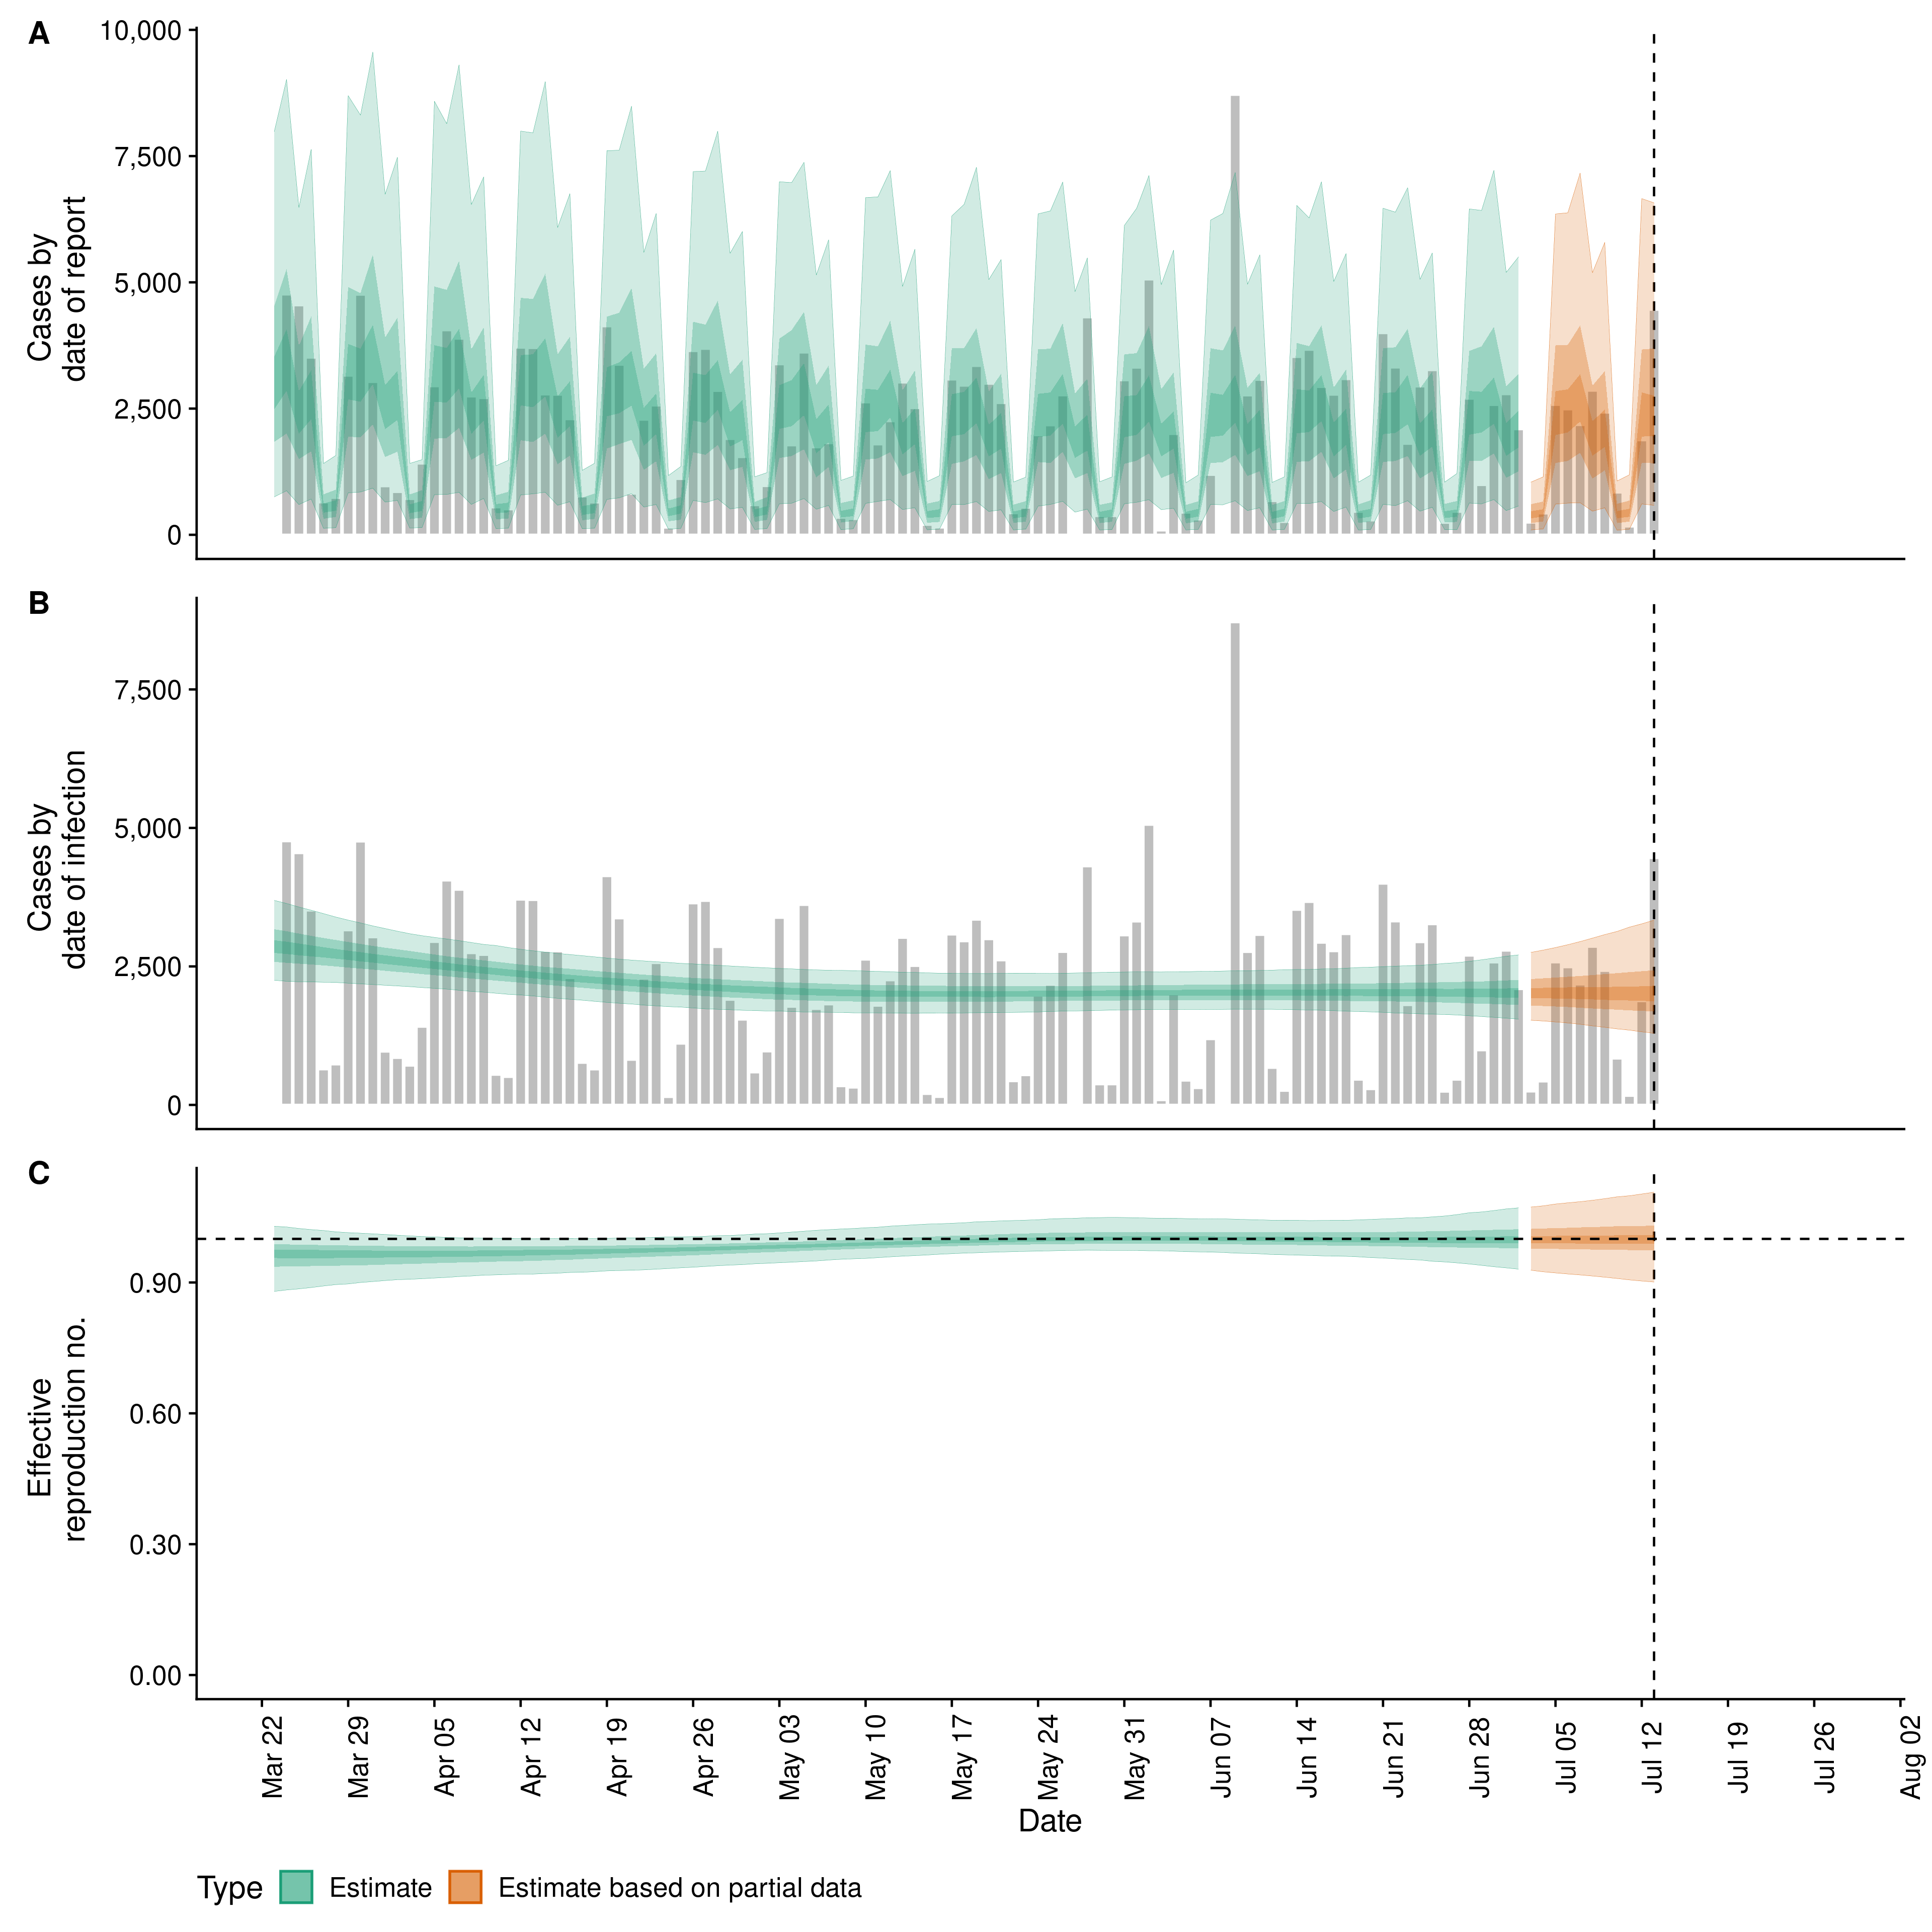 A
10,000
7,500
5,000
2,500
0
Cases by
date of report
B
7,500
5,000
2,500
0
Cases by
date of infection
C
0.90
0.60
0.30
0.00
Effective
reproduction no.
Mar 22
Mar 29
Apr 05
Apr 12
Apr 19
Apr 26
May 03
May 10
May 17
May 24
May 31
Jun 07
Jun 14
Jun 21
Jun 28
Jul 05
Jul 12
Jul 19
Jul 26
Aug 02
Date
Type Estimate Estimate based on partial data